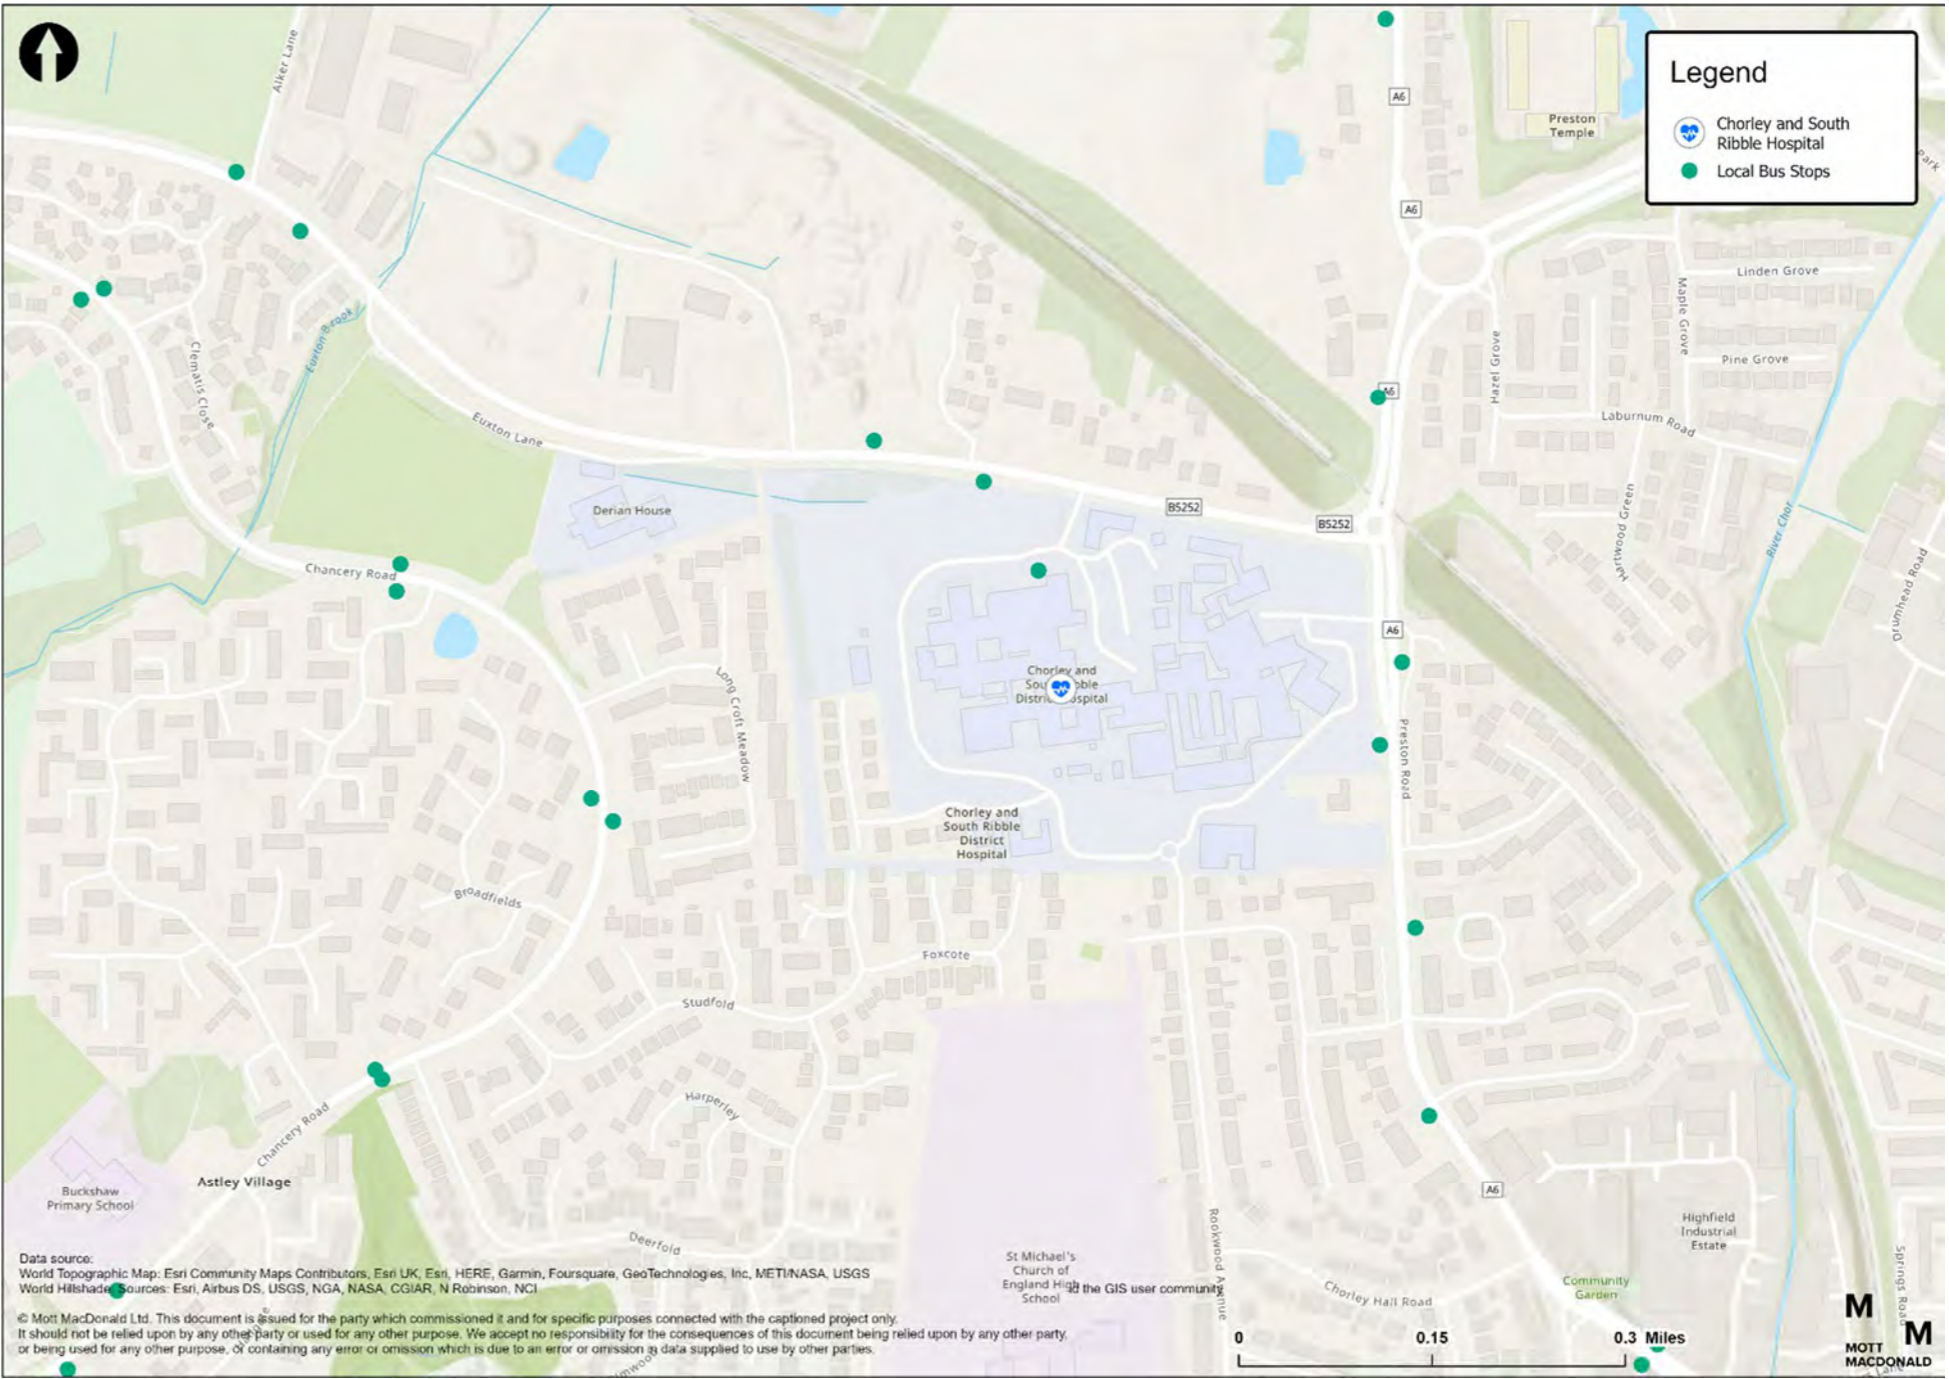 Alker Lane
A6
Preston
Temple
Legend
Chorley and South
Ribble Hospital
Local Bus Stops
Park
A6
Linden Grove
Maple Grove
Pine Grove
Hazel Grove
Laburnum Road
A6
Clematis Close
Euxton Brook
Euxton Lane
Derian House
B5252
B5252
Hartwood Green
River Chor
Drumhead Road
Chancery Road
A6
Long Croft Meadow
Chorley and
District
Preston Road
Chorley and
South Ribble
District
Hospital
Broadfields
Foxcote
Studfold
Harperley
Chancery Road
Astley Village
Buckshaw
Primary School
Deerfold
A6
Highfield
Industrial
Estate
Rookwood Avenue
St Michael's
Church of
England High
School
Chorley Hall Road
Community
Garden
Springs Road
Data source:
World Topographic Map: Esri Community Maps Contributors, Esri UK, Esri, HERE, Garmin, Foursquare, GeoTechnologies, Inc, METI/NASA, USGS
World Hillshade Sources: Esri, Airbus DS, USGS, NGA, NASA, CGIAR, N Robinson, NCI
the GIS user community
© Mott MacDonald Ltd. This document is issued for the party which commissioned it and for specific purposes connected with the captioned project only.
It should not be relied upon by any other party or used for any other purpose. We accept no responsibility for the consequences of this document being relied upon by any other party,
or being used for any other purpose, or containing any error or omission which is due to an error or omission in data supplied to use by other parties.
0 0.15 0.3 Miles
M
M
MOTT
MACDONALD